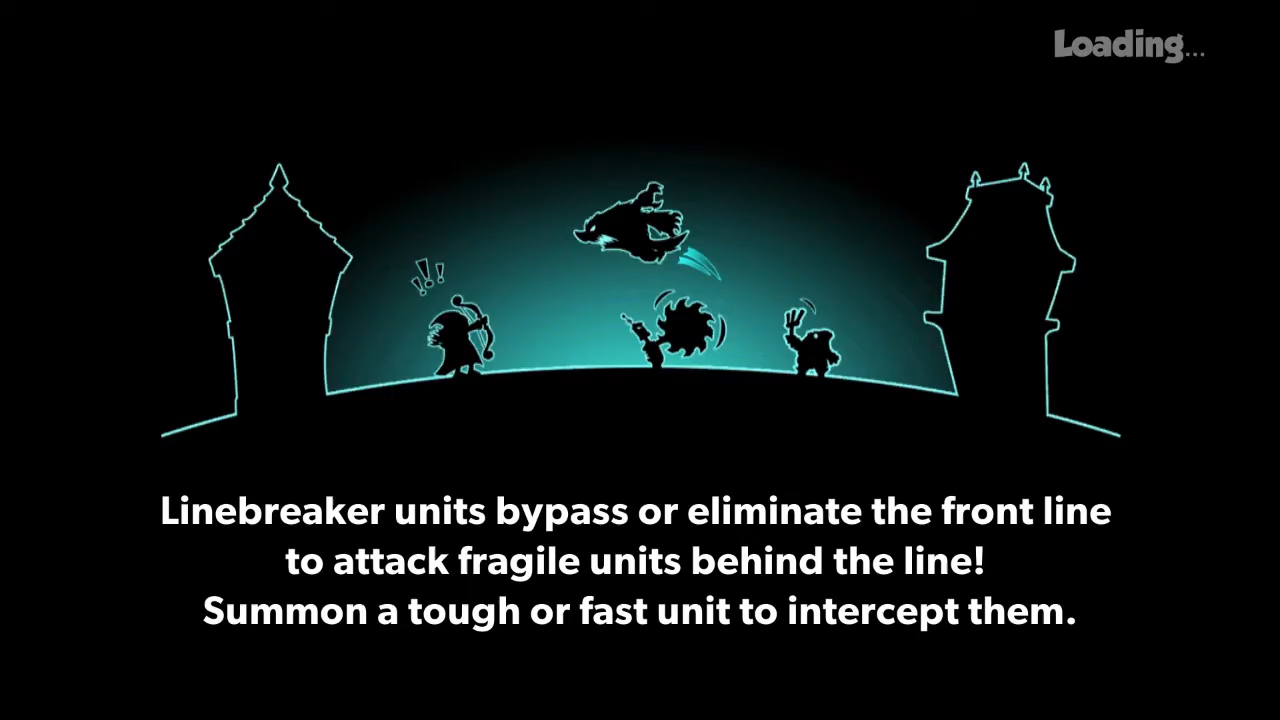 Loading...
!!!
Linebreaker units bypass or eliminate the front line
to attack fragile units behind the line!
Summon a tough or fast unit to intercept them.